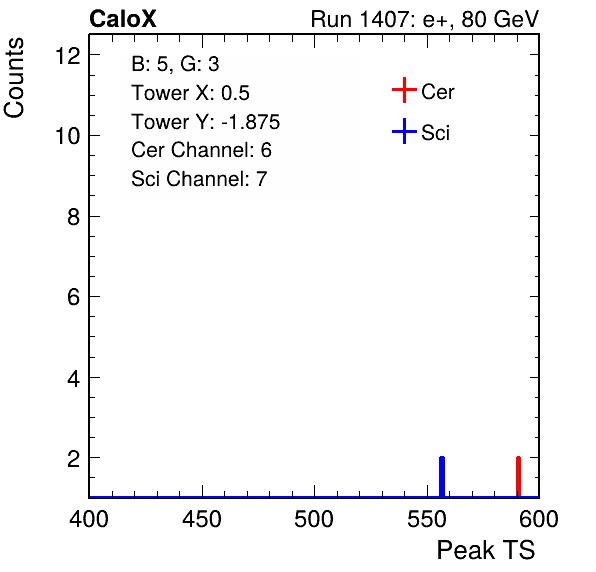 CaloX Run 1407: e+, 80 GeV
Counts
12
10
8
6
4
2
B: 5, G: 3
Tower X: 0.5
Tower Y: -1.875
Cer Channel: 6
Sci Channel: 7
Cer
Sci
400 450 500 550 600
Peak TS